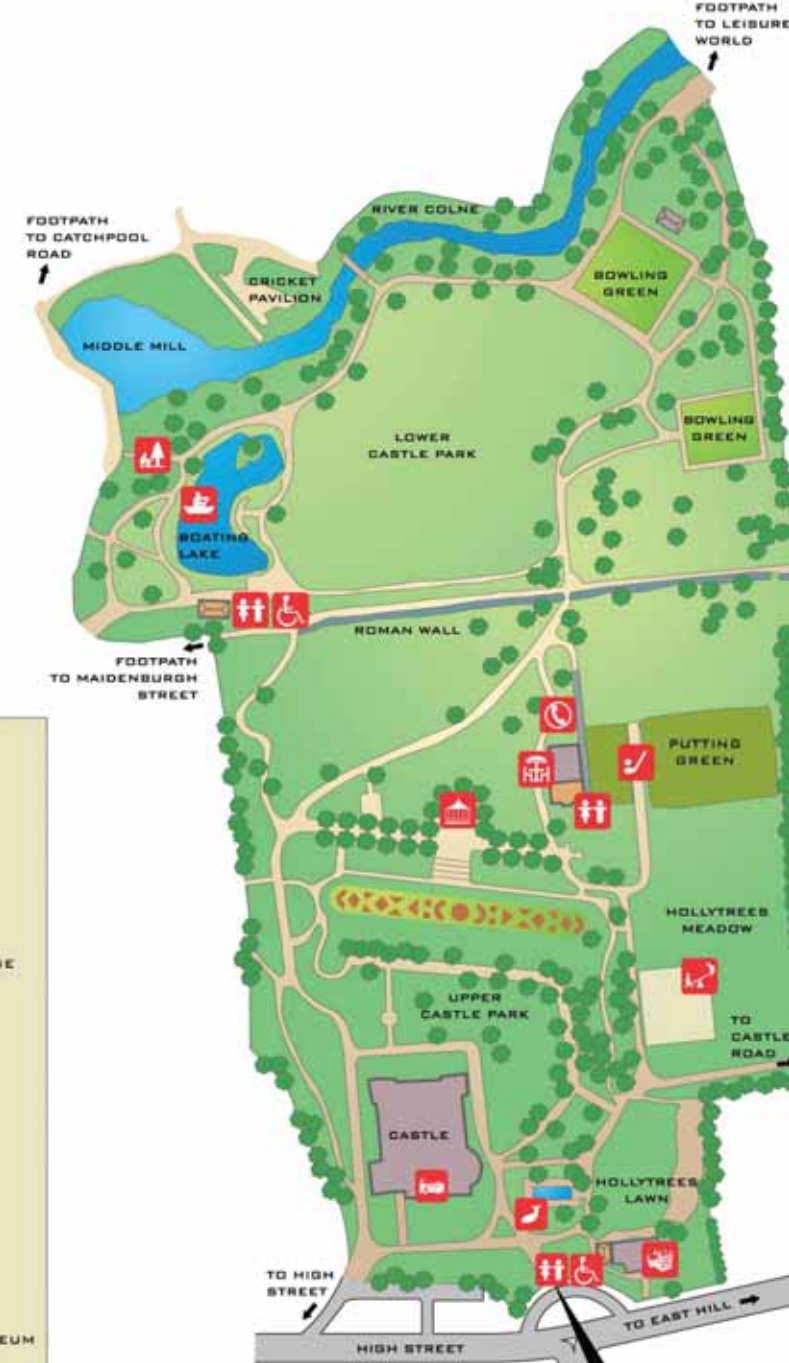 FOOTPATH
TO LEISURE
WORLD
FOOTPATH
TO CATCHPOOL
ROAD
RIVER COLNE
CRICKET
PAVILION
BOWLING
GREEN
MIDDLE MILL
BOWLING
GREEN
LOWER
CASTLE PARK
BOATING
LAKE
ROMAN WALL
FOOTPATH
TO MAIDENBURGH
STREET
PUTTING
GREEN
HOLLYTREES
MEADOW
UPPER
CASTLE PARK
TO
CASTLE
ROAD
CASTLE
HOLLYTREES
LAWN
TO HIGH
STREET
TO EAST HILL
HIGH STREET